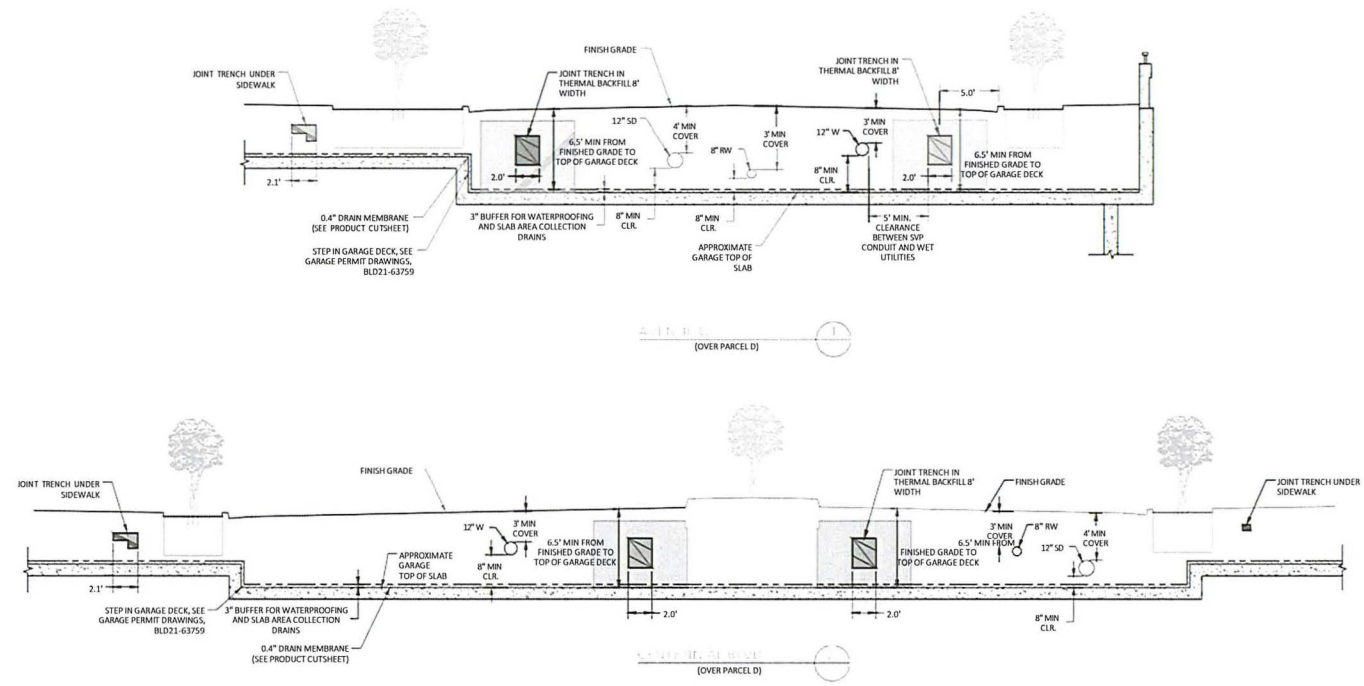 FINISH GRADE
JOINT TRENCH UNDER
SIDEWALK
JOINT TRENCH IN
THERMAL BACKFILL 8'
WIDTH
JOINT TRENCH IN
THERMAL BACKFILL 8'
WIDTH
5.0'
12" SD
4' MIN
COVER
3' MIN
COVER
8" RW
12" W
3' MIN
COVER
6.5' MIN FROM
FINISHED GRADE TO
TOP OF GARAGE DECK
6.5' MIN FROM
FINISHED GRADE TO
TOP OF GARAGE DECK
8" MIN
CLR.
2.1'
2.0'
2.0'
0.4" DRAIN MEMBRANE
(SEE PRODUCT CUTSHEET)
3" BUFFER FOR WATERPROOFING
AND SLAB AREA COLLECTION
DRAINS
8" MIN
CLR.
8" MIN
CLR.
5' MIN.
CLEARANCE
BETWEEN SVP
CONDUIT AND WET
UTILITIES
STEP IN GARAGE DECK, SEE
GARAGE PERMIT DRAWINGS,
BLD21-63759
APPROXIMATE
GARAGE TOP OF
SLAB
(OVER PARCEL D)
JOINT TRENCH UNDER
SIDEWALK
FINISH GRADE
JOINT TRENCH IN
THERMAL BACKFILL 8'
WIDTH
FINISH GRADE
JOINT TRENCH UNDER
SIDEWALK
12" W
3' MIN
COVER
6.5' MIN FROM
FINISHED GRADE TO
TOP OF GARAGE DECK
6.5' MIN FROM
FINISHED GRADE TO
TOP OF GARAGE DECK
3' MIN
COVER
8" RW
4' MIN
COVER
12" SD
APPROXIMATE
GARAGE
TOP OF SLAB
8" MIN
CLR.
2.1'
STEP IN GARAGE DECK, SEE
GARAGE PERMIT DRAWINGS,
BLD21-63759
3" BUFFER FOR WATERPROOFING
AND SLAB AREA COLLECTION
DRAINS
2.0'
2.0'
8" MIN
CLR.
0.4" DRAIN MEMBRANE
(SEE PRODUCT CUTSHEET)
(OVER PARCEL D)